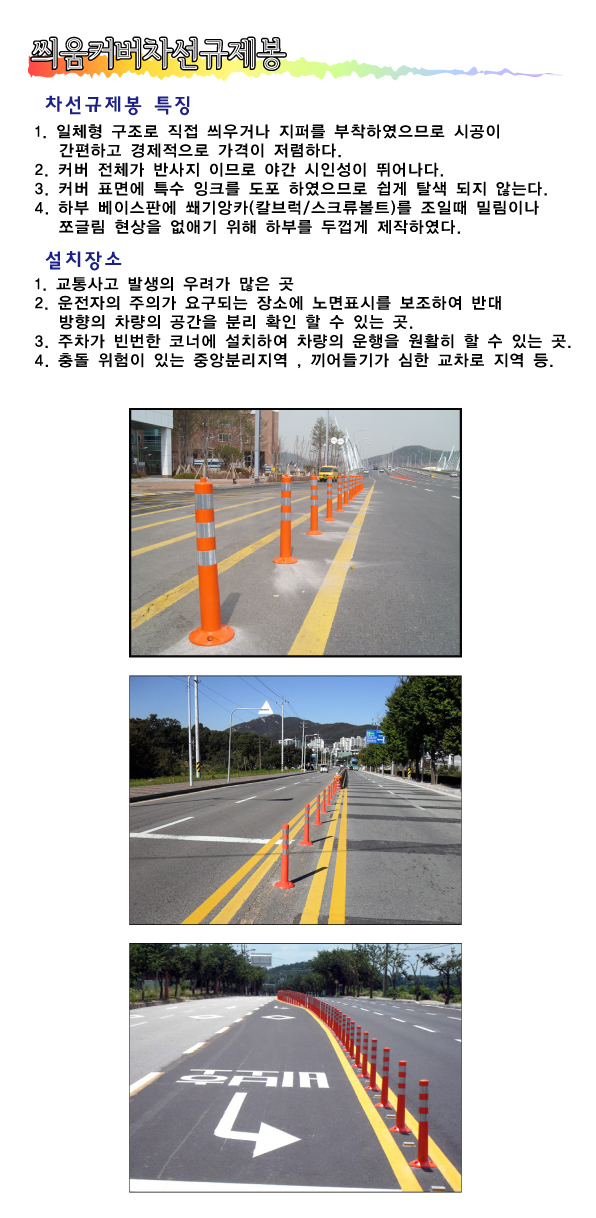 씌움커버차선규제봉
차선규제봉 특징
1. 일체형 구조로 직접 씌우거나 지퍼를 부착하였으므로 시공이
간편하고 경제적으로 가격이 저렴하다.
2. 커버 전체가 반사지 이므로 야간 시인성이 뛰어나다.
3. 커버 표면에 특수 잉크를 도포 하였으므로 쉽게 탈색 되지 않는다.
4. 하부 베이스판에 쐐기앙카(칼브럭/스크류볼트)를 조일때 밀림이나
쪼글림 현상을 없애기 위해 하부를 두껍게 제작하였다.
설치장소
1. 교통사고 발생의 우려가 많은 곳
2. 운전자의 주의가 요구되는 장소에 노면표시를 보조하여 반대
방향의 차량의 공간을 분리 확인 할 수 있는 곳.
3. 주차가 빈번한 코너에 설치하여 차량의 운행을 원활히 할 수 있는 곳.
4. 충돌 위험이 있는 중앙분리지역 , 끼어들기가 심한 교차로 지역 등.